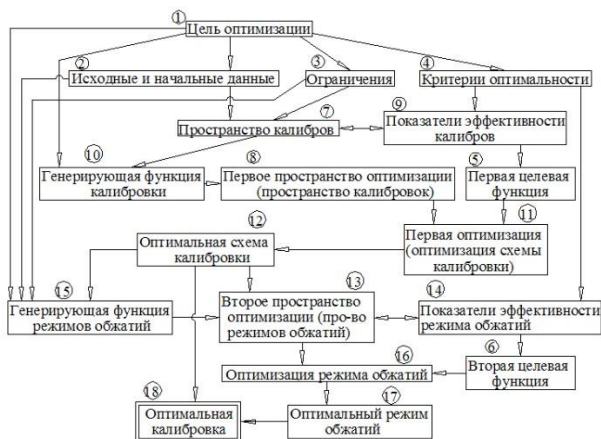 1
Цель оптимизации
2
Исходные и начальные данные
3
Ограничения
4
Критерии оптимальности
7
Пространство калибров
9
Показатели эффективности
калибров
10
Генерирующая функция
калибровки
8
Первое пространство оптимизации
(пространство калибровок)
5
Первая целевая
функция
12
Оптимальная схема
калибровки
11
Первая оптимизация
(оптимизация схемы
калибровки)
15
Генерирующая функция
режимов обжатий
13
Второе пространство
оптимизации (про-во
режимов обжатий)
14
Показатели эффективности
режима обжатий
16
Оптимизация режима обжатий
6
Вторая целевая
функция
18
Оптимальная
калибровка
17
Оптимальный режим
обжатий